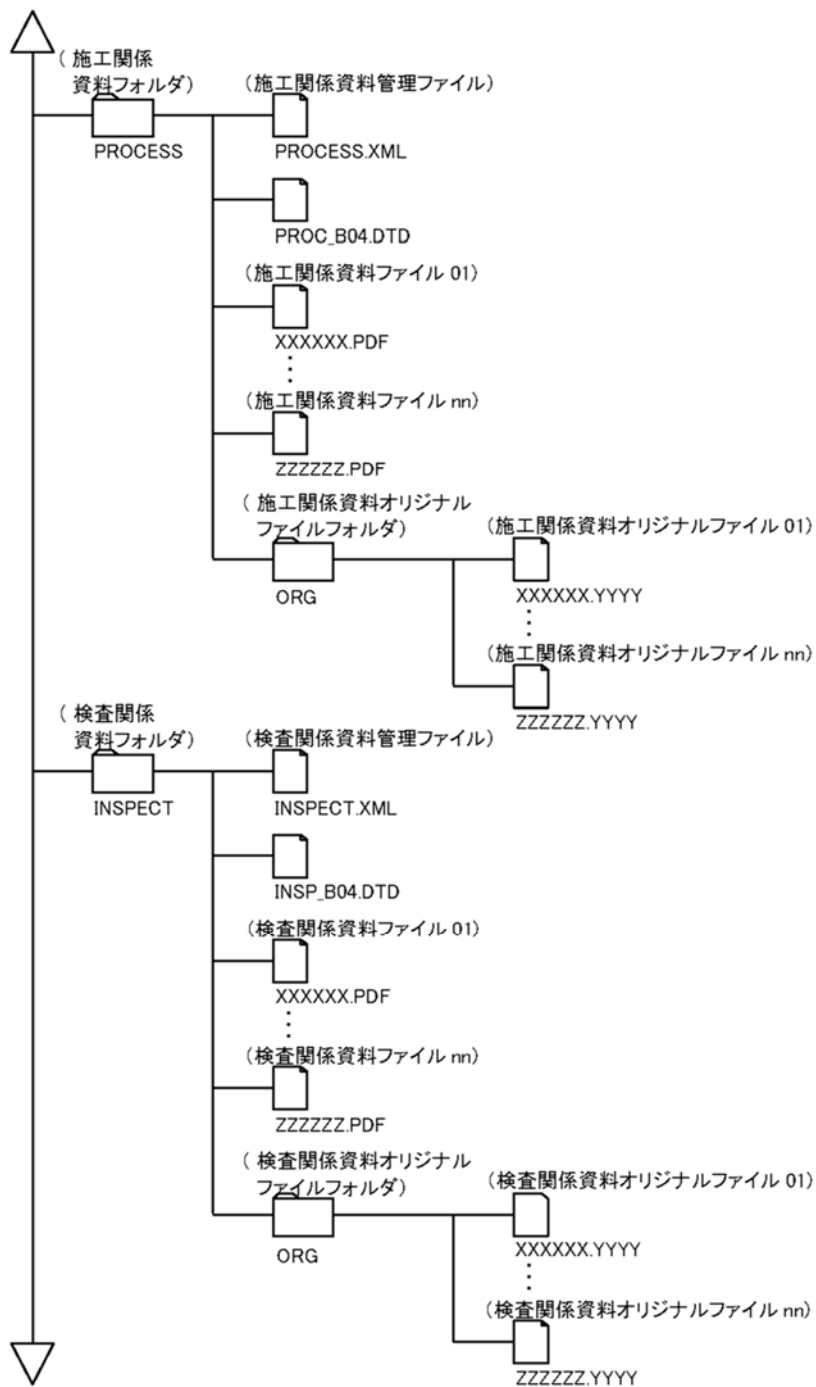 （ 施工関係
資料フォルダ）
PROCESS
（施工関係資料管理ファイル）
PROCESS.XML
PROC_B04.DTD
（施工関係資料ファイル 01）
XXXXXX.PDF
（施工関係資料ファイル nn）
ZZZZZZ.PDF
（ 施工関係資料オリジナル
ファイルフォルダ）
ORG
（施工関係資料オリジナルファイル 01）
XXXXXX.YYYY
（施工関係資料オリジナルファイル nn）
ZZZZZZ.YYYY
（ 検査関係
資料フォルダ）
INSPECT
（検査関係資料管理ファイル）
INSPECT.XML
INSP_B04.DTD
（検査関係資料ファイル 01）
XXXXXX.PDF
（検査関係資料ファイル nn）
ZZZZZZ.PDF
（ 検査関係資料オリジナル
ファイルフォルダ）
ORG
（検査関係資料オリジナルファイル 01）
XXXXXX.YYYY
（検査関係資料オリジナルファイル nn）
ZZZZZZ.YYYY